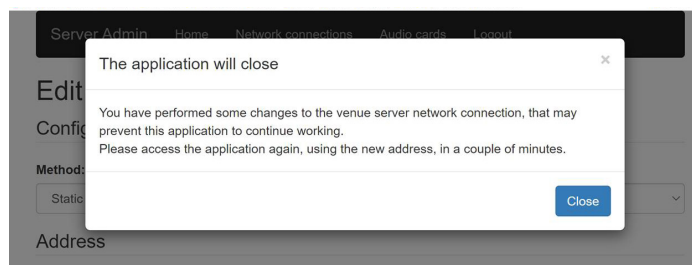 Server Admin Home Network connections Audio cards Logout
The application will close ×
Edit
You have performed some changes to the venue server network connection, that may
prevent this application to continue working.
Please access the application again, using the new address, in a couple of minutes.
Method:
Static
Close
Address